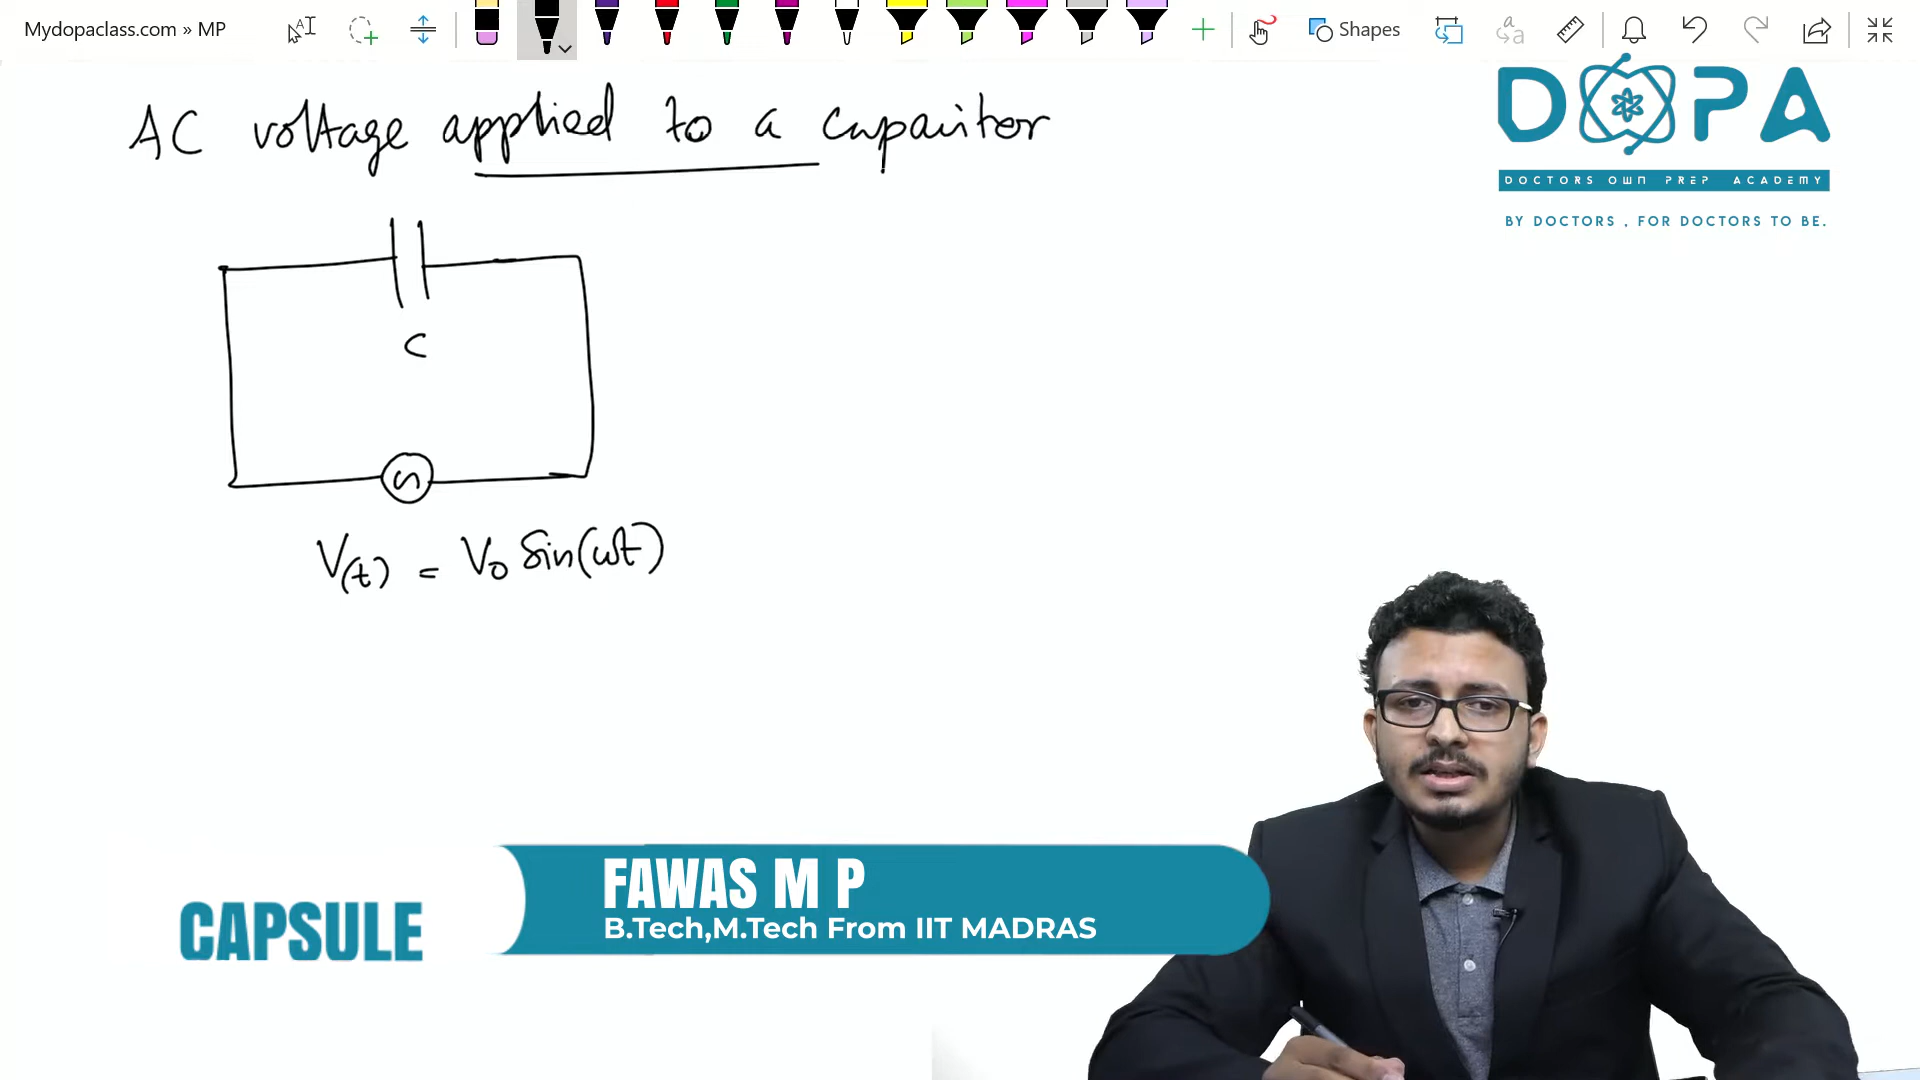 Mydopaclass.com » MP
Shapes
AC voltage applied to a capacitor
DOPA
DOCTORS OWN PREP ACADEMY
BY DOCTORS , FOR DOCTORS TO BE.
C
V(t) = V₀ Sin(ωt)
FAWAS M P
B.Tech,M.Tech From IIT MADRAS
CAPSULE